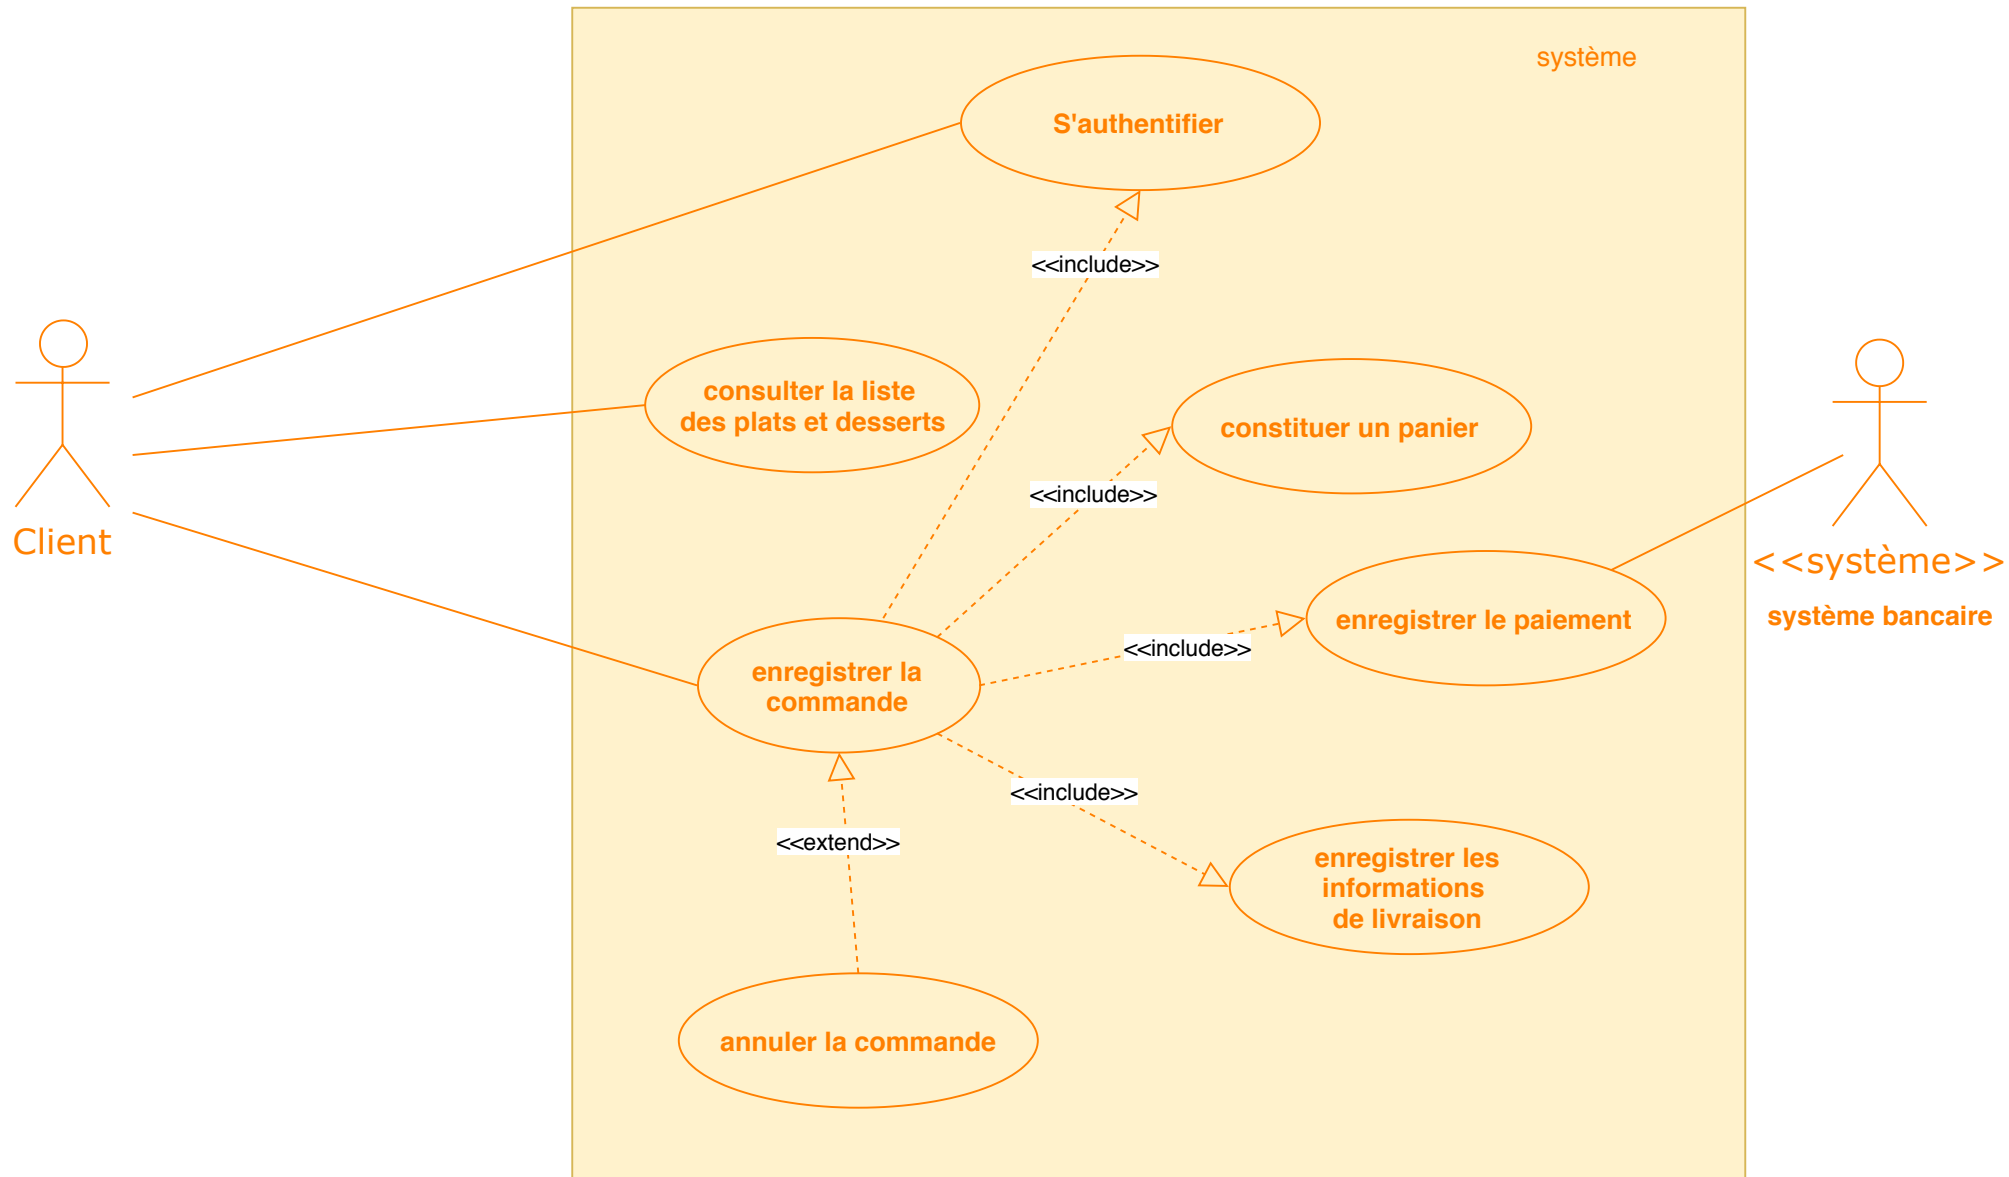 système
S'authentifier
<<include>>
consulter la liste
des plats et desserts
constituer un panier
<<include>>
Client
<<système>>
système bancaire
enregistrer le paiement
<<include>>
enregistrer la
commande
<<include>>
<<extend>>
enregistrer les
informations
de livraison
annuler la commande